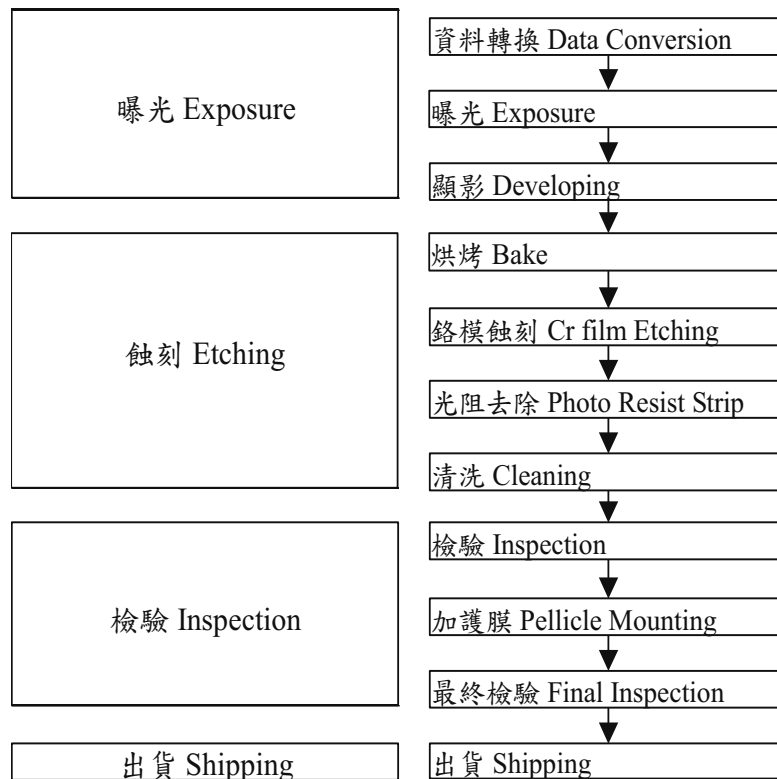 曝光 Exposure
蝕刻 Etching
檢驗 Inspection
出貨 Shipping
資料轉換 Data Conversion
曝光 Exposure
顯影 Developing
烘烤 Bake
鉻模蝕刻 Cr film Etching
光阻去除 Photo Resist Strip
清洗 Cleaning
檢驗 Inspection
加護膜 Pellicle Mounting
最終檢驗 Final Inspection
出貨 Shipping